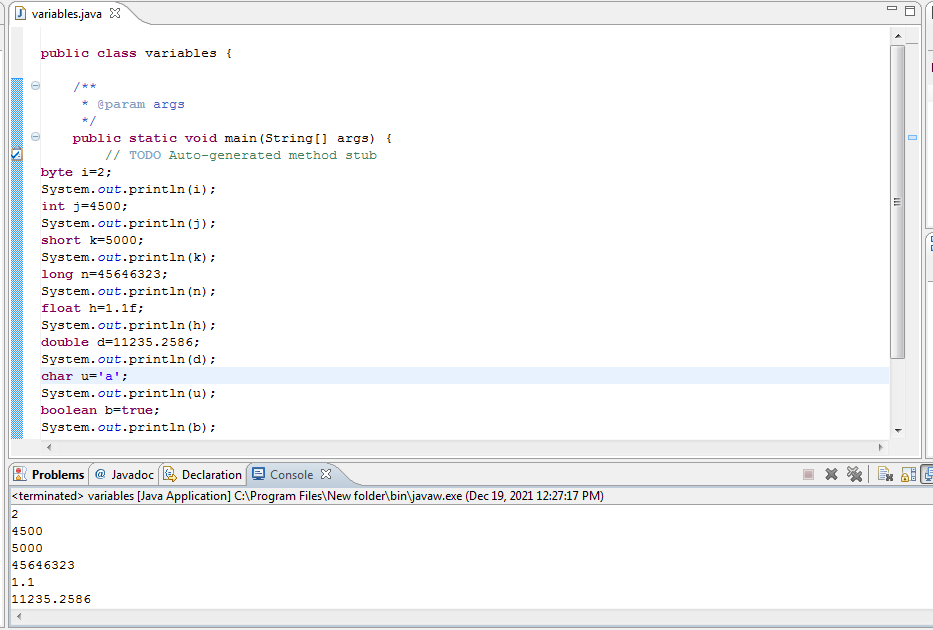 variables.java
public class variables {
/**
* @param args
*/
public static void main(String[] args) {
// TODO Auto-generated method stub
byte i=2;
System.out.println(i);
int j=4500;
System.out.println(j);
short k=5000;
System.out.println(k);
long n=45646323;
System.out.println(n);
float h=1.1f;
System.out.println(h);
double d=11235.2586;
System.out.println(d);
char u='a';
System.out.println(u);
boolean b=true;
System.out.println(b);
Problems @ Javadoc Declaration Console
<terminated> variables [Java Application] C:\Program Files\New folder\bin\javaw.exe (Dec 19, 2021 12:27:17 PM)
2
4500
5000
45646323
1.1
11235.2586